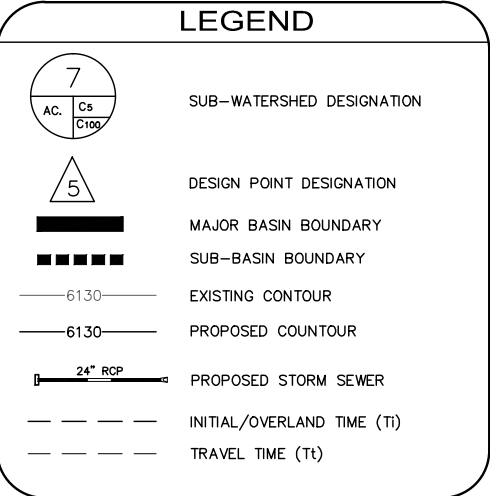 LEGEND
7
AC. C5
C100
SUB-WATERSHED DESIGNATION
5
DESIGN POINT DESIGNATION
MAJOR BASIN BOUNDARY
SUB-BASIN BOUNDARY
6130 EXISTING CONTOUR
6130 PROPOSED COUNTOUR
24" RCP
PROPOSED STORM SEWER
INITIAL/OVERLAND TIME (Ti)
TRAVEL TIME (Tt)